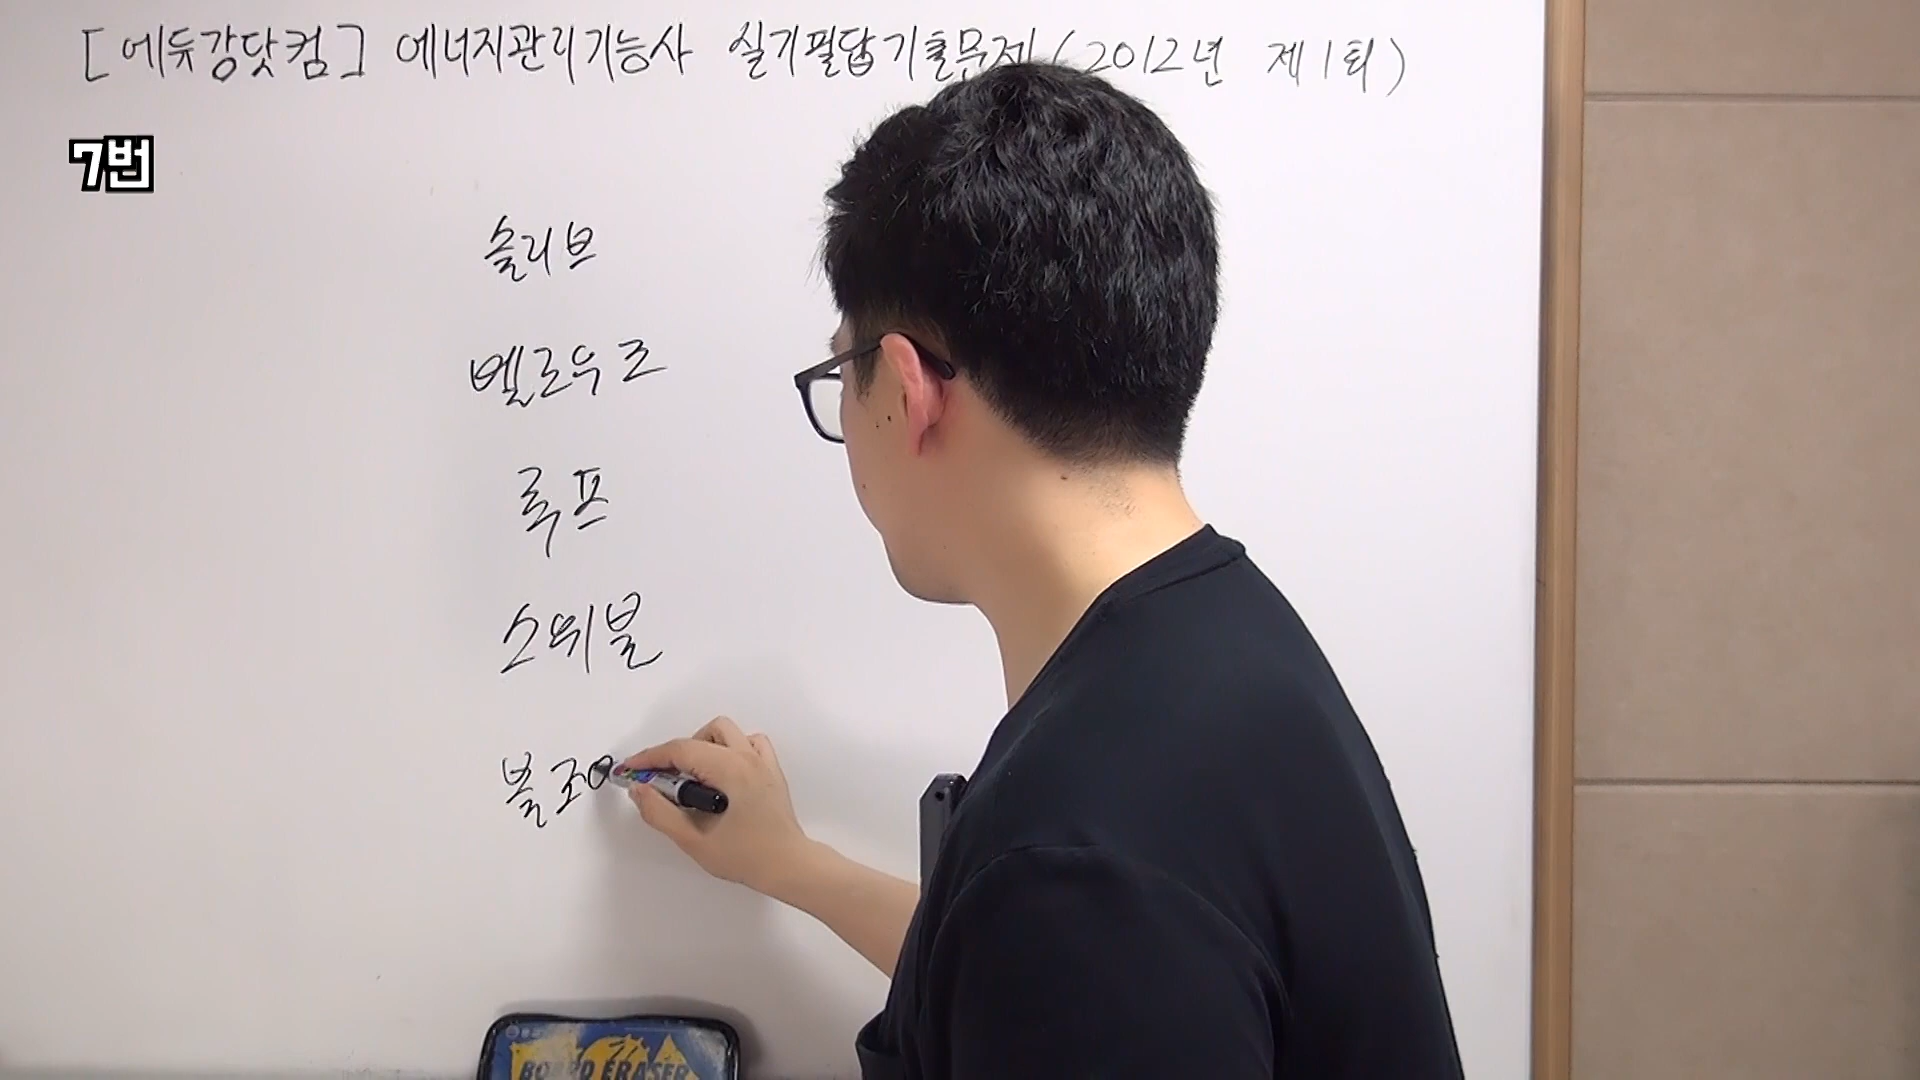 [에듀강닷컴] 에너지관리기능사 실기필답기출문제(2012년 제1회)
7번
슬리브
벨로우즈
루프
스위블
볼조
BOARD ERASER